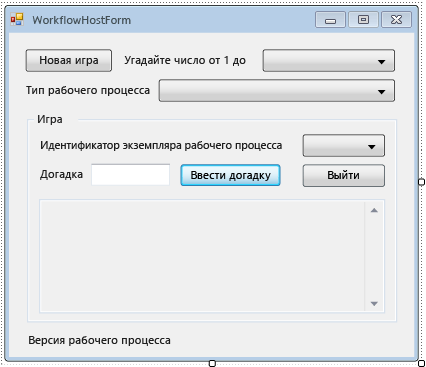 WorkflowHostForm
Новая игра Угадайте число от 1 до
Тип рабочего процесса
Игра
Идентификатор экземпляра рабочего процесса
Догадка Ввести догадку Выйти
Версия рабочего процесса